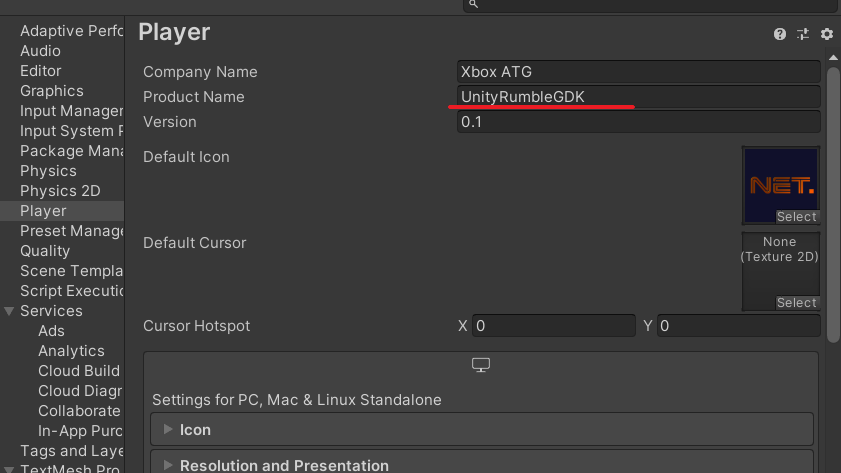 Player
Adaptive Perfo
Audio
Editor
Graphics
Input Manager
Input System P
Package Mana
Physics
Physics 2D
Player
Preset Manage
Quality
Scene Templa
Script Executio
Services
Ads
Analytics
Cloud Build
Cloud Diagr
Collaborate
In-App Purc
Tags and Laye
TextMesh Pro
Company Name Xbox ATG
Product Name UnityRumbleGDK
Version 0.1
Default Icon
NET.
Select
Default Cursor
None
(Texture 2D)
Select
Cursor Hotspot X 0 Y 0
Settings for PC, Mac & Linux Standalone
Icon
Resolution and Presentation